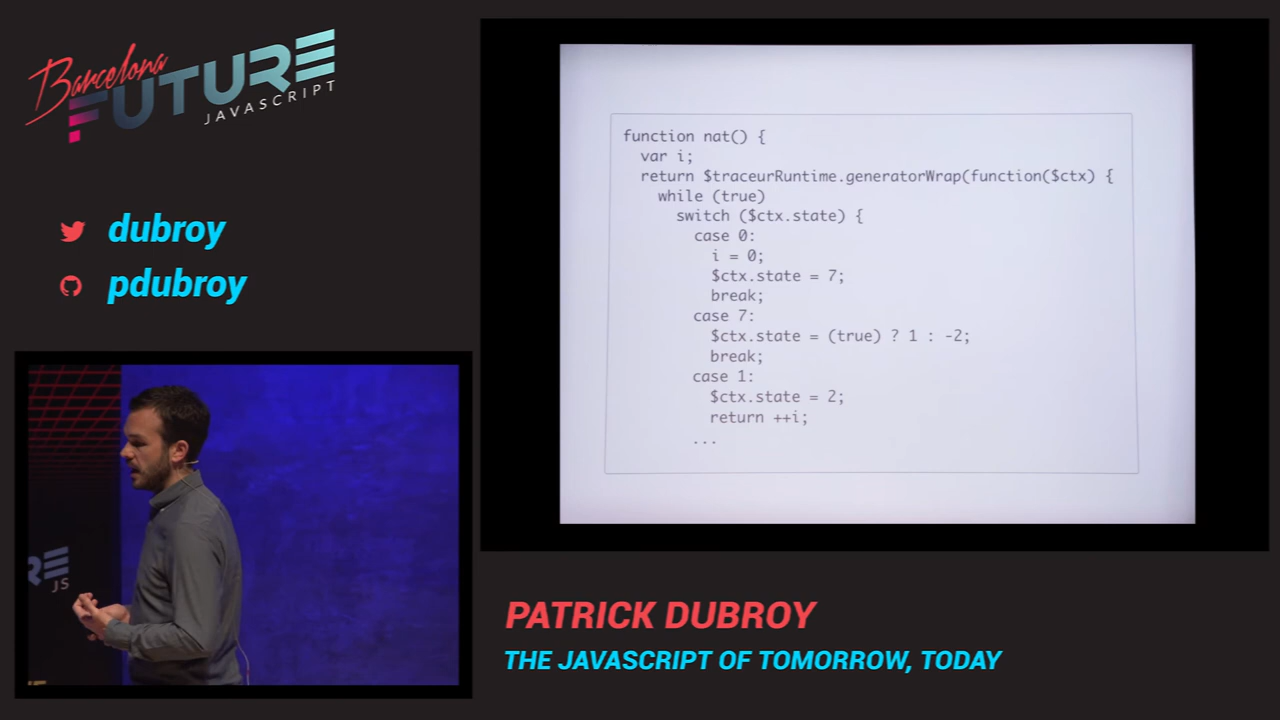 Barcelona
FUTURE
JAVASCRIPT
dubroy
pdubroy
function nat() {
var i;
return $traceurRuntime.generatorWrap(function($ctx) {
while (true)
switch ($ctx.state) {
case 0:
i = 0;
$ctx.state = 7;
break;
case 7:
$ctx.state = (true) ? 1 : -2;
break;
case 1:
$ctx.state = 2;
return ++i;
...
RE
JS
PATRICK DUBROY
THE JAVASCRIPT OF TOMORROW, TODAY